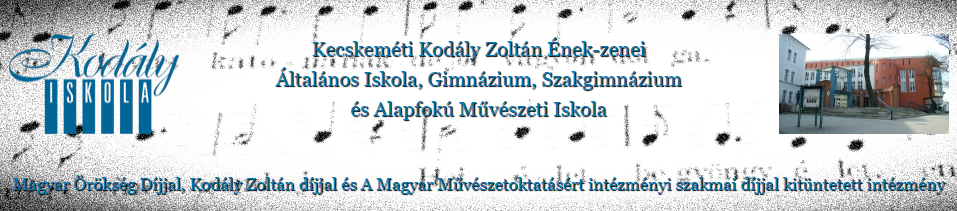 Kodály
ISKOLA
Kecskeméti Kodály Zoltán Ének-zenei
Általános Iskola, Gimnázium, Szakgimnázium
és Alapfokú Művészeti Iskola
Magyar Örökség Díjjal, Kodály Zoltán díjjal és A Magyar Művészetoktatásért intézményi szakmai díjjal kitüntetett intézmény